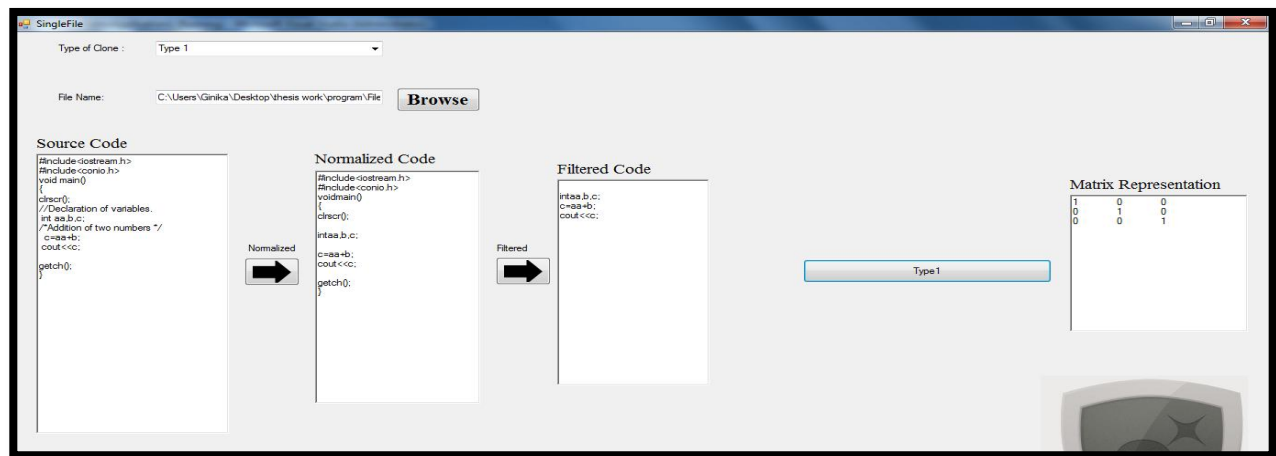 SingleFile
Type of Clone :
Type 1
File Name:
C:\Users\Ginika\Desktop\thesis work\program\File
Browse
Source Code
#include<iostream.h>
#include<conio.h>
void main()
{
clrscr();
//Declaration of variables.
int aa,b,c;
/*Addition of two numbers */
c=aa+b;
cout<<c;
getch();
}
Normalized
Normalized Code
#include<iostream.h>
#include<conio.h>
voidmain()
{
clrscr();
intaa,b,c;
c=aa+b;
cout<<c;
getch();
}
Filtered
Filtered Code
intaa,b,c;
c=aa+b;
cout<<c;
Type1
Matrix Representation
1 0 0
0 1 0
0 0 1